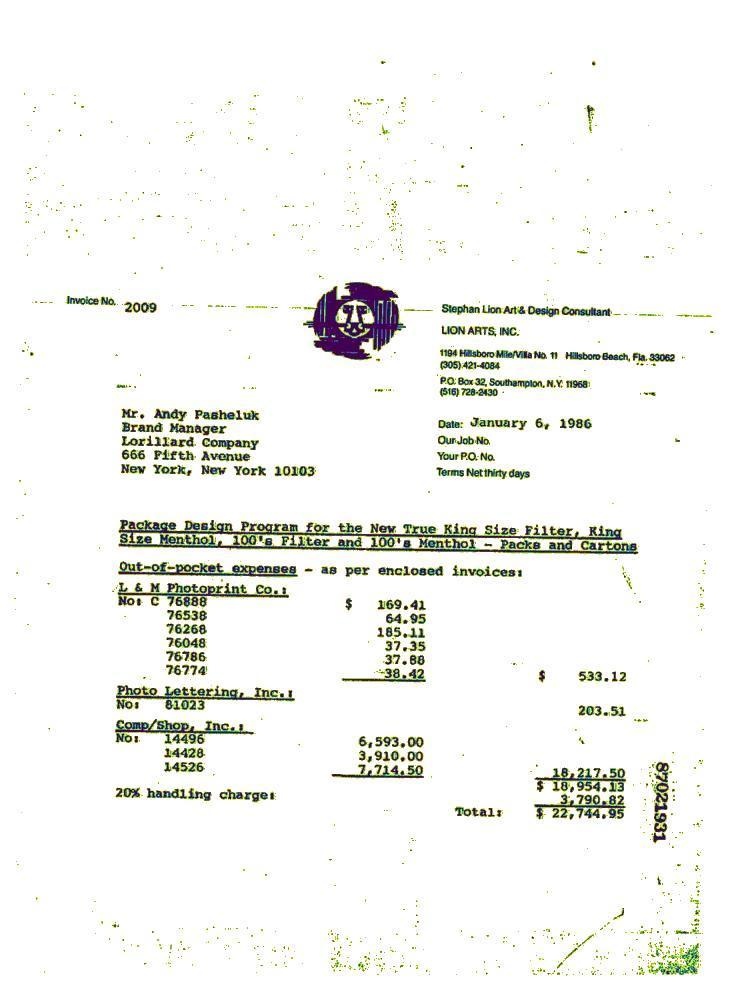 Invoice No. 2009
Stephan Lion Art & Design Consultant
LION ARTS, INC.
1194 Hillsboro Mile/Villa No. 11 Hillsboro Beach, Fla. 33062
(305) 421-4084
P.O. Box 32, Southampton, N.Y. 11968
(516) 728-2430
Mr. Andy Pasheluk
Brand Manager
Lorillard Company
666 Fifth Avenue
New York, New York 10103
Date: January 6, 1986
Our Job No.
Your P.O. No.
Terms Net thirty days
Package Design Program for the New True King Size Filter, King
Size Menthol, 100's Filter and 100's Menthol - Packs and Cartons
Out-of-pocket expenses - as per enclosed invoices:
L & M Photoprint Co.:
No: C 76888 $ 169.41
76538 64.95
76268 185.11
76048 37.35
76786 37.88
76774 38.42 $ 533.12
Photo Lettering, Inc.:
No: 81023 203.51
Comp/Shop, Inc.:
No: 14496 6,593.00
14428 3,910.00
14526 7,714.50 18,217.50
$ 18,954.13
20% handling charge: 3,790.82
Total: $ 22,744.95
87021931